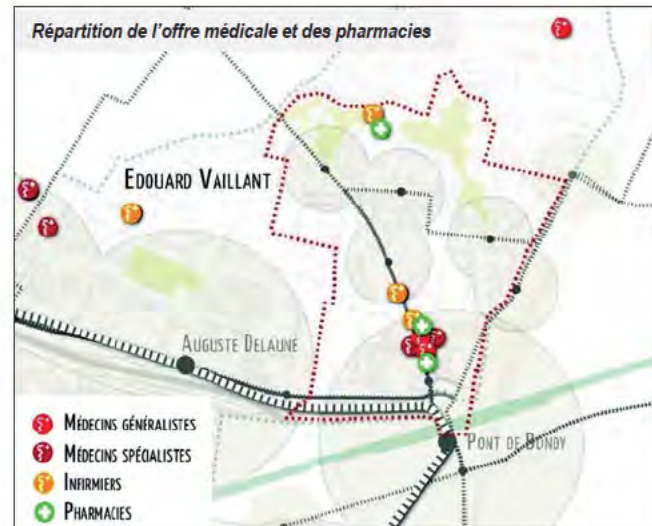 Répartition de l'offre médicale et des pharmacies
EDOUARD VAILLANT
AUGUSTE DELAUNE
PONT DE BONDY
MÉDECINS GÉNÉRALISTES
MÉDECINS SPÉCIALISTES
INFIRMIERS
PHARMACIES